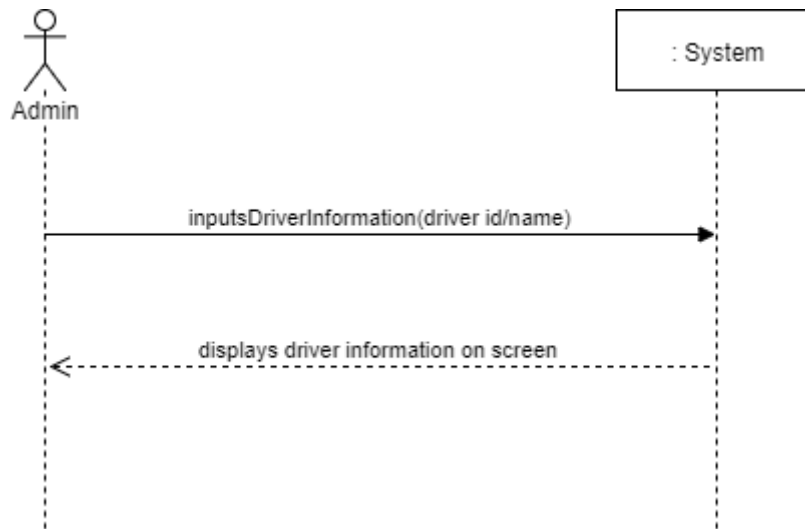 : System
Admin
inputsDriverInformation(driver id/name)
displays driver information on screen